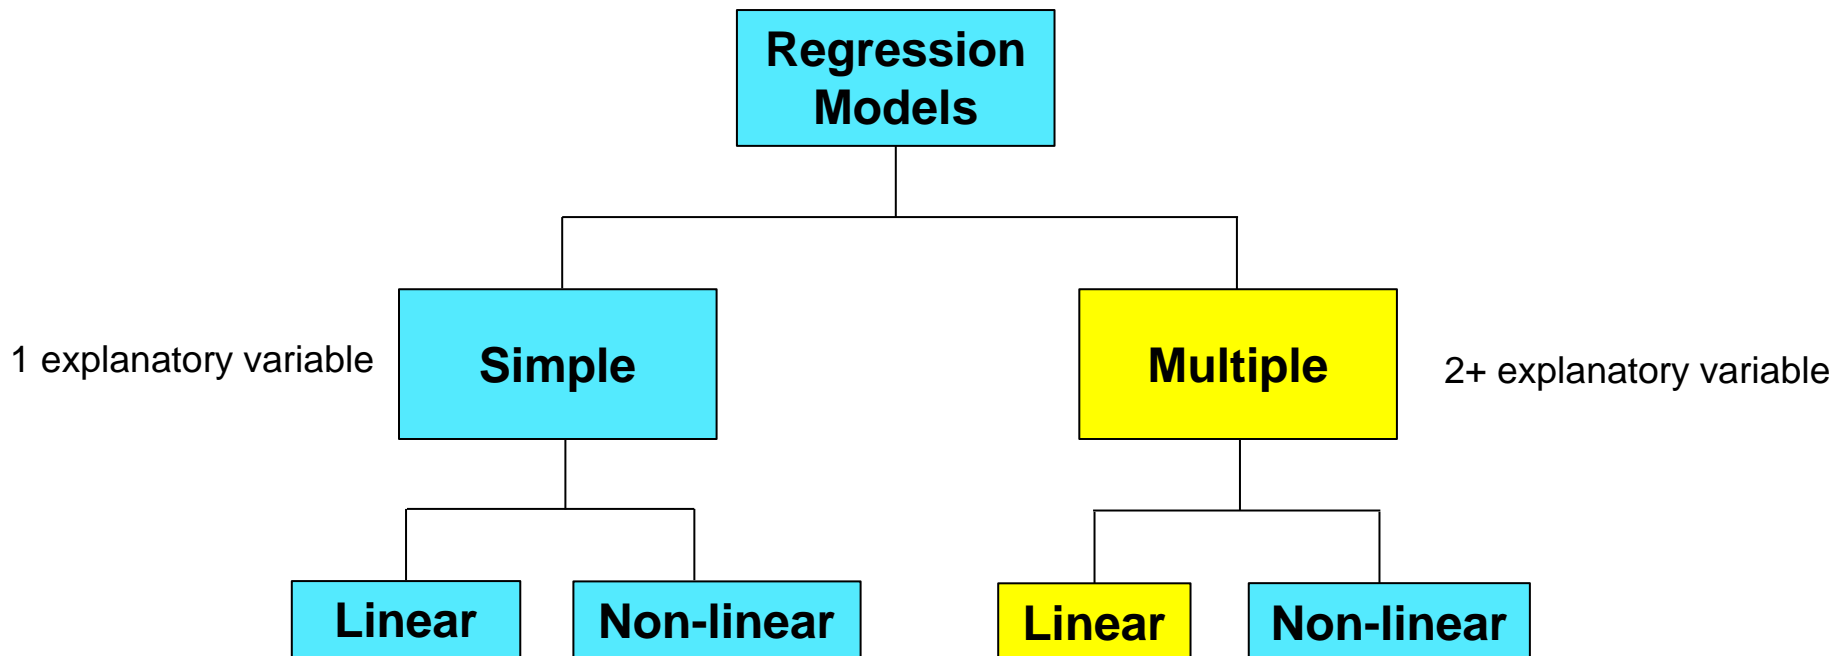 Regression
Models
1 explanatory variable
Simple
Multiple
2+ explanatory variable
Linear
Non-linear
Linear
Non-linear